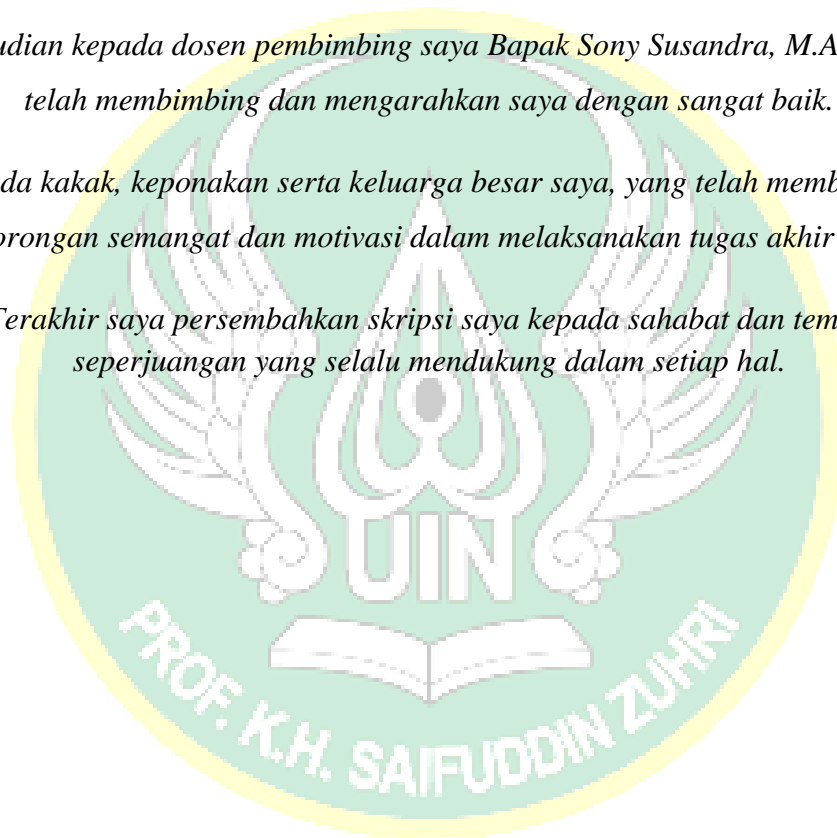 udian kepada dosen pembimbing saya Bapak Sony Susandra, M.A
telah membimbing dan mengarahkan saya dengan sangat baik.
da kakak, keponakan serta keluarga besar saya, yang telah memb
orongan semangat dan motivasi dalam melaksanakan tugas akhir
Terakhir saya persembahkan skripsi saya kepada sahabat dan tem
seperjuangan yang selalu mendukung dalam setiap hal.
UIN
PROF. K.H. SAIFUDDIN ZUHRI